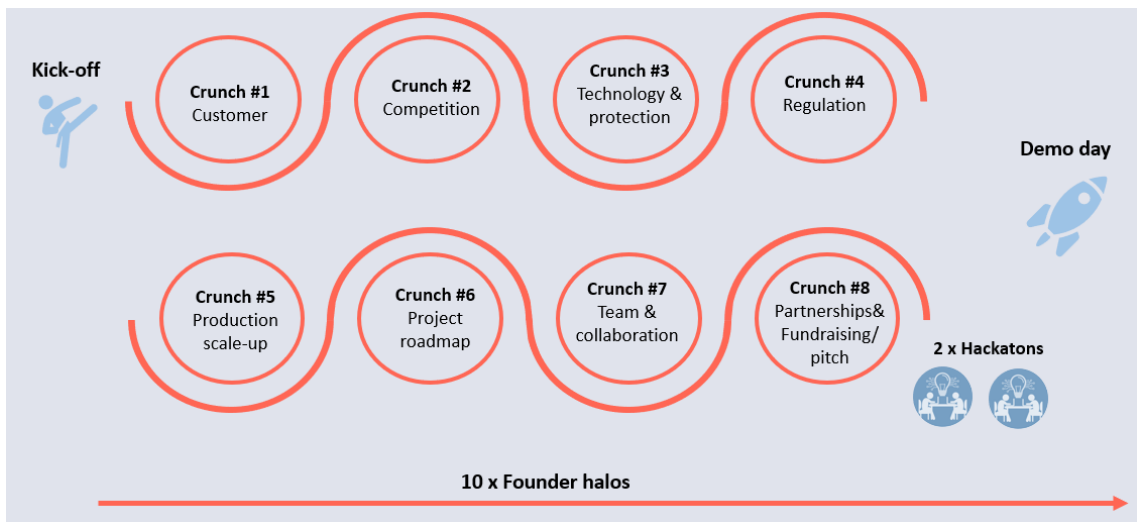 Kick-off
Crunch #1
Customer
Crunch #2
Competition
Crunch #3
Technology &
protection
Crunch #4
Regulation
Demo day
Crunch #5
Production
scale-up
Crunch #6
Project
roadmap
Crunch #7
Team &
collaboration
Crunch #8
Partnerships&
Fundraising/
pitch
2 x Hackatons
10 x Founder halos